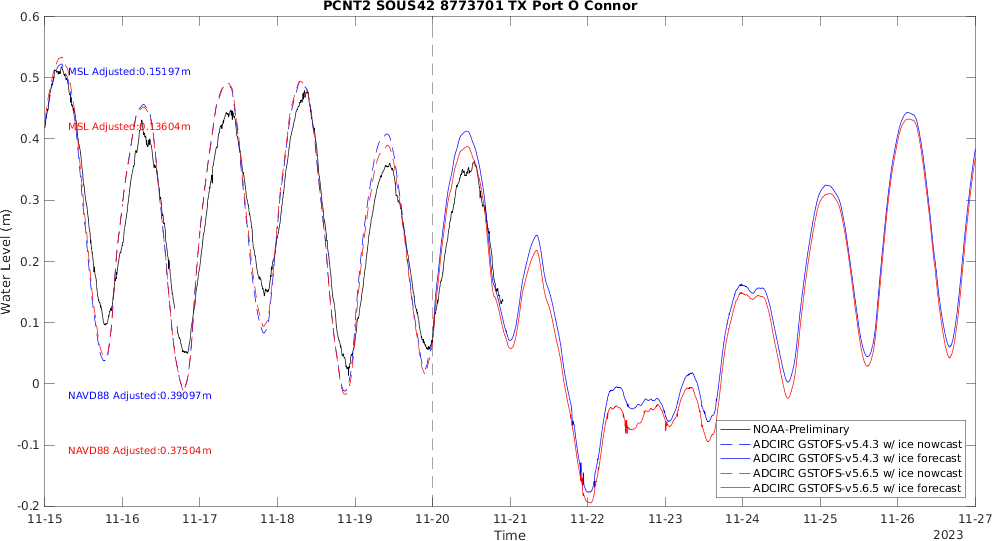 PCNT2 SOUS42 8773701 TX Port O Connor
0.6
0.5
0.4
0.3
0.2
0.1
0
-0.1
-0.2
Water Level (m)
MSL Adjusted:0.15197m
MSL Adjusted:0.13604m
NAVD88 Adjusted:0.39097m
NAVD88 Adjusted:0.37504m
NOAA-Preliminary
ADCIRC GSTOFS-v5.4.3 w/ ice nowcast
ADCIRC GSTOFS-v5.4.3 w/ ice forecast
ADCIRC GSTOFS-v5.6.5 w/ ice nowcast
ADCIRC GSTOFS-v5.6.5 w/ ice forecast
11-15 11-16 11-17 11-18 11-19 11-20 11-21 11-22 11-23 11-24 11-25 11-26 11-27
Time
2023